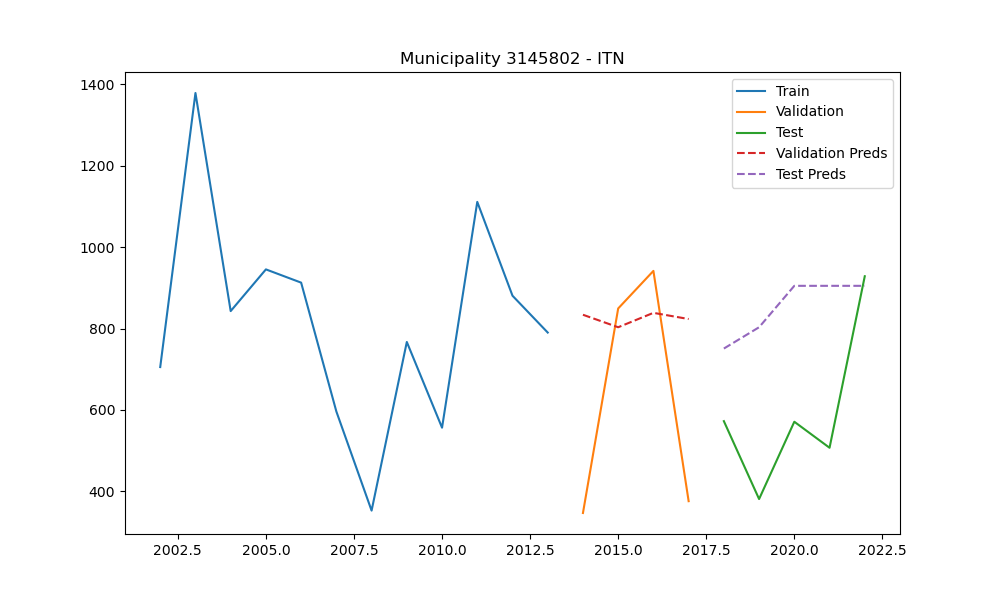 Municipality 3145802 - ITN
1400
1200
1000
800
600
400
Train
Validation
Test
Validation Preds
Test Preds
2002.5 2005.0 2007.5 2010.0 2012.5 2015.0 2017.5 2020.0 2022.5